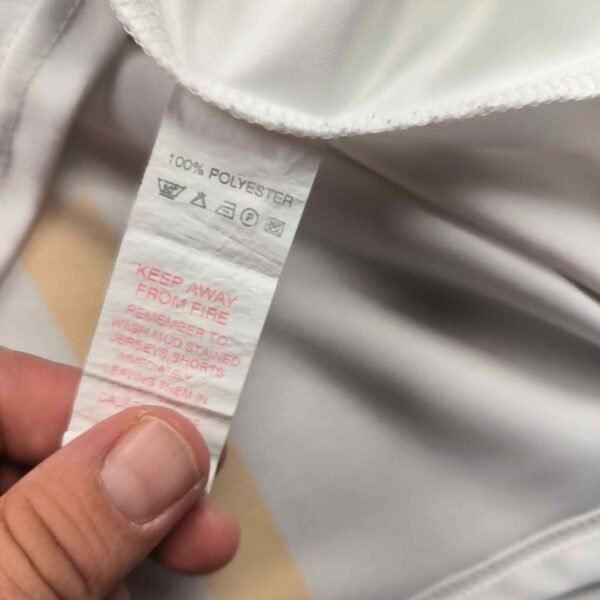 100% POLYESTER
P
KEEP AWAY
FROM FIRE
REMEMBER TO
WASH MUD STAINED
JERSEYS.SHORTS
IMMEDIATELY
LEAVING THEM IN